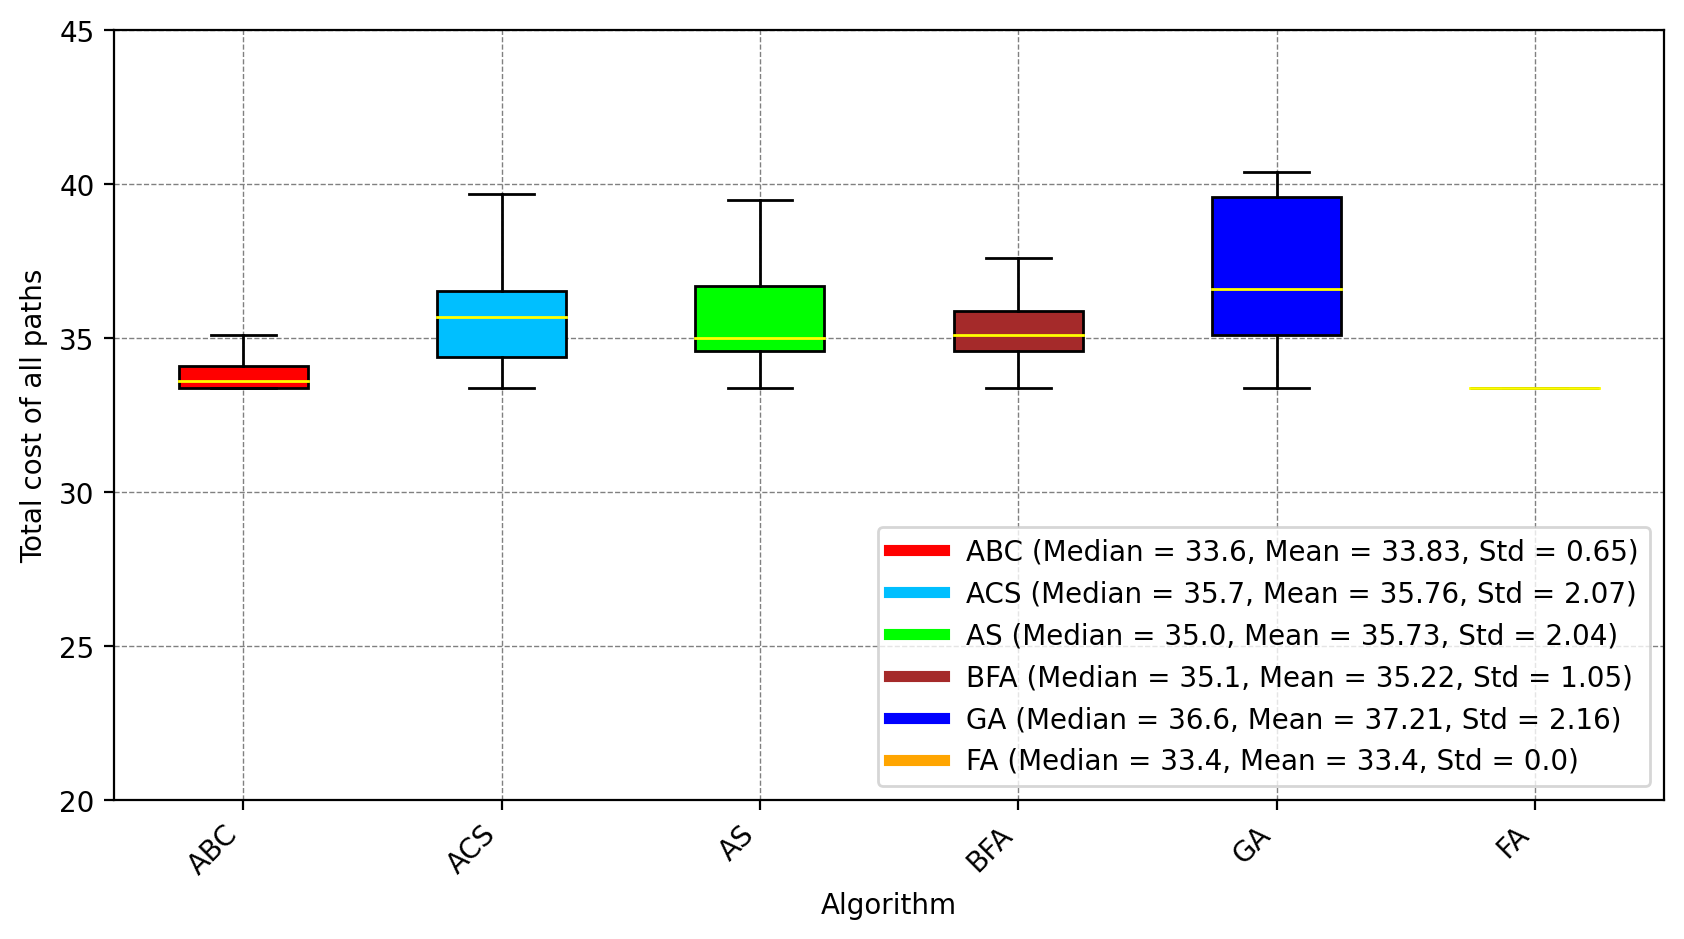 45
40
35
30
25
20
Total cost of all paths
ABC (Median = 33.6, Mean = 33.83, Std = 0.65)
ACS (Median = 35.7, Mean = 35.76, Std = 2.07)
AS (Median = 35.0, Mean = 35.73, Std = 2.04)
BFA (Median = 35.1, Mean = 35.22, Std = 1.05)
GA (Median = 36.6, Mean = 37.21, Std = 2.16)
FA (Median = 33.4, Mean = 33.4, Std = 0.0)
ABC
ACS
AS
BFA
GA
FA
Algorithm